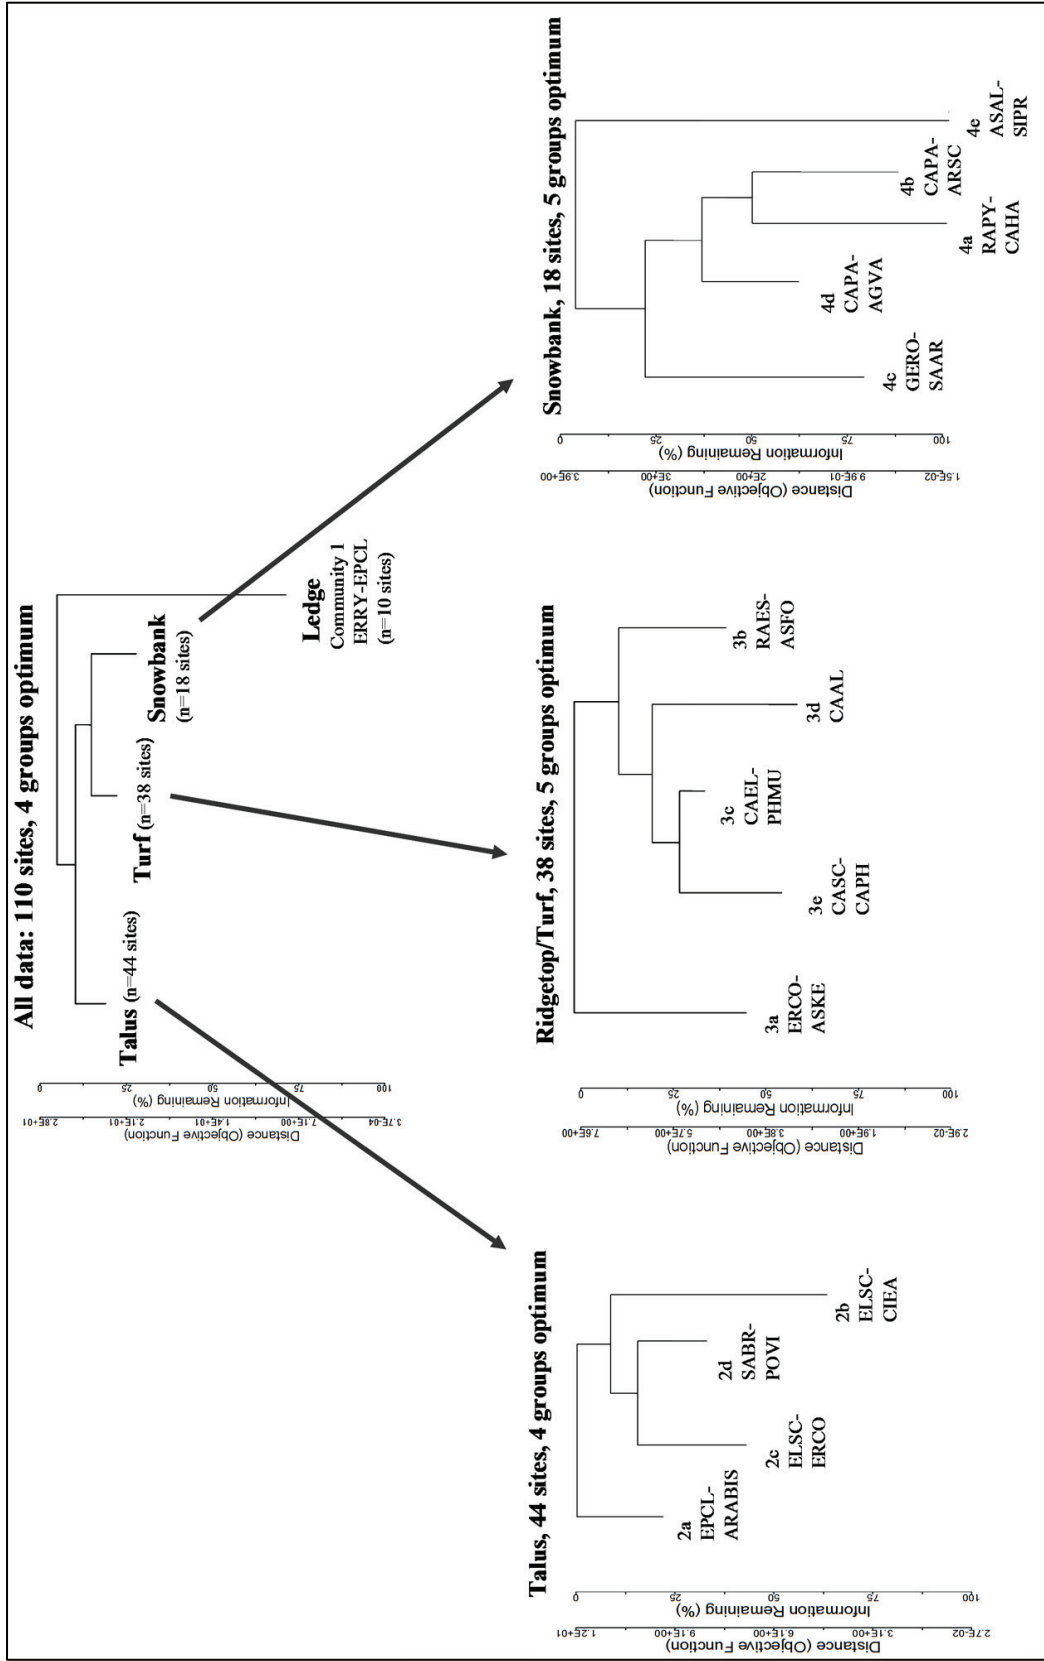 All data: 110 sites, 4 groups optimum
Distance (Objective Function)
2.8E+01
2.1E+01
1.4E+01
7.1E+00
3.7E-04
Information Remaining (%)
0
25
50
75
100
Talus (n=44 sites)
Turf (n=38 sites)
Snowbank
(n=18 sites)
Ledge
Community 1
ERRY-EPCL
(n=10 sites)
Talus, 44 sites, 4 groups optimum
Distance (Objective Function)
1.2E+01
9.1E+00
6.1E+00
3.1E+00
2.7E-02
Information Remaining (%)
0
25
50
75
100
2a
EPCL-
ARABIS
2c
ELSC-
ERCO
2d
SABR-
POVI
2b
ELSC-
CIEA
Ridgetop/Turf, 38 sites, 5 groups optimum
Distance (Objective Function)
7.6E+00
5.7E+00
3.8E+00
1.9E+00
2.9E-02
Information Remaining (%)
0
25
50
75
100
3a
ERCO-
ASKE
3e
CASC-
CAPH
3c
CAEL-
PHMU
3d
CAAL
3b
RAES-
ASFO
Snowbank, 18 sites, 5 groups optimum
Distance (Objective Function)
3.9E+00
3E+00
2E+00
9.9E-01
1.5E-02
Information Remaining (%)
0
25
50
75
100
4c
GERO-
SAAR
4d
CAPA-
AGVA
4a
RAPY-
CAHA
4b
CAPA-
ARSC
4e
ASAL-
SIPR